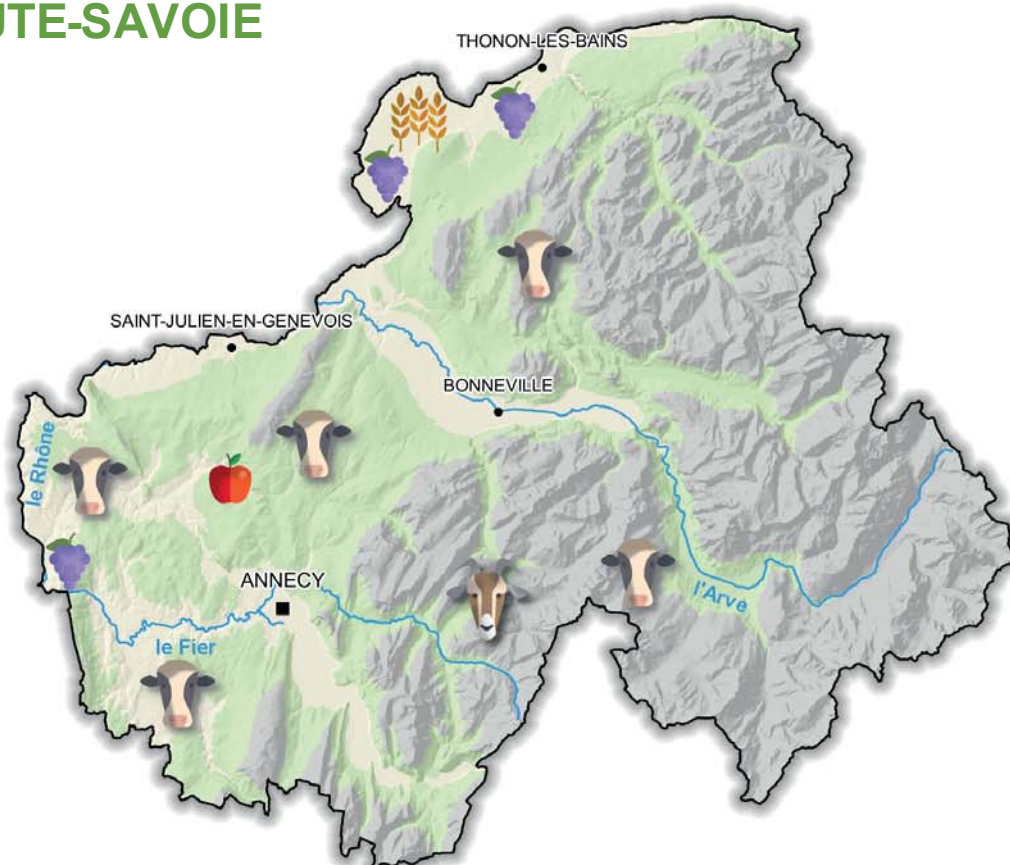 UTE-SAVOIE
THONON-LES-BAINS
SAINT-JULIEN-EN-GENEVOIS
BONNEVILLE
le Rhône
ANNECY
l'Arve
le Fier